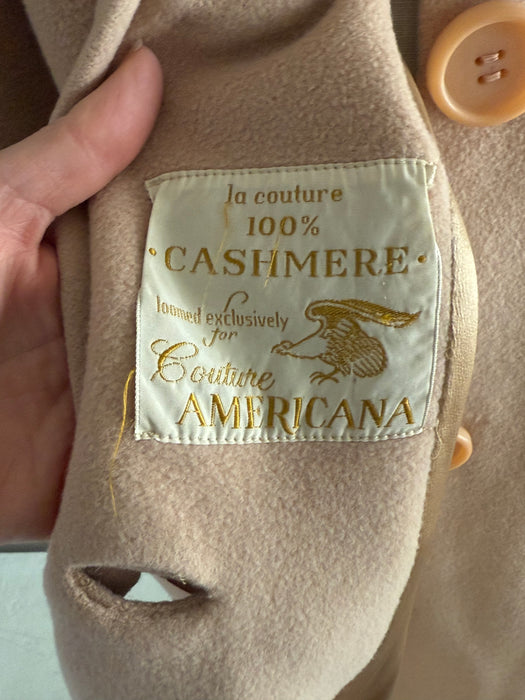 la couture
100%
• CASHMERE •
loomed exclusively
for
Couture
AMERICANA